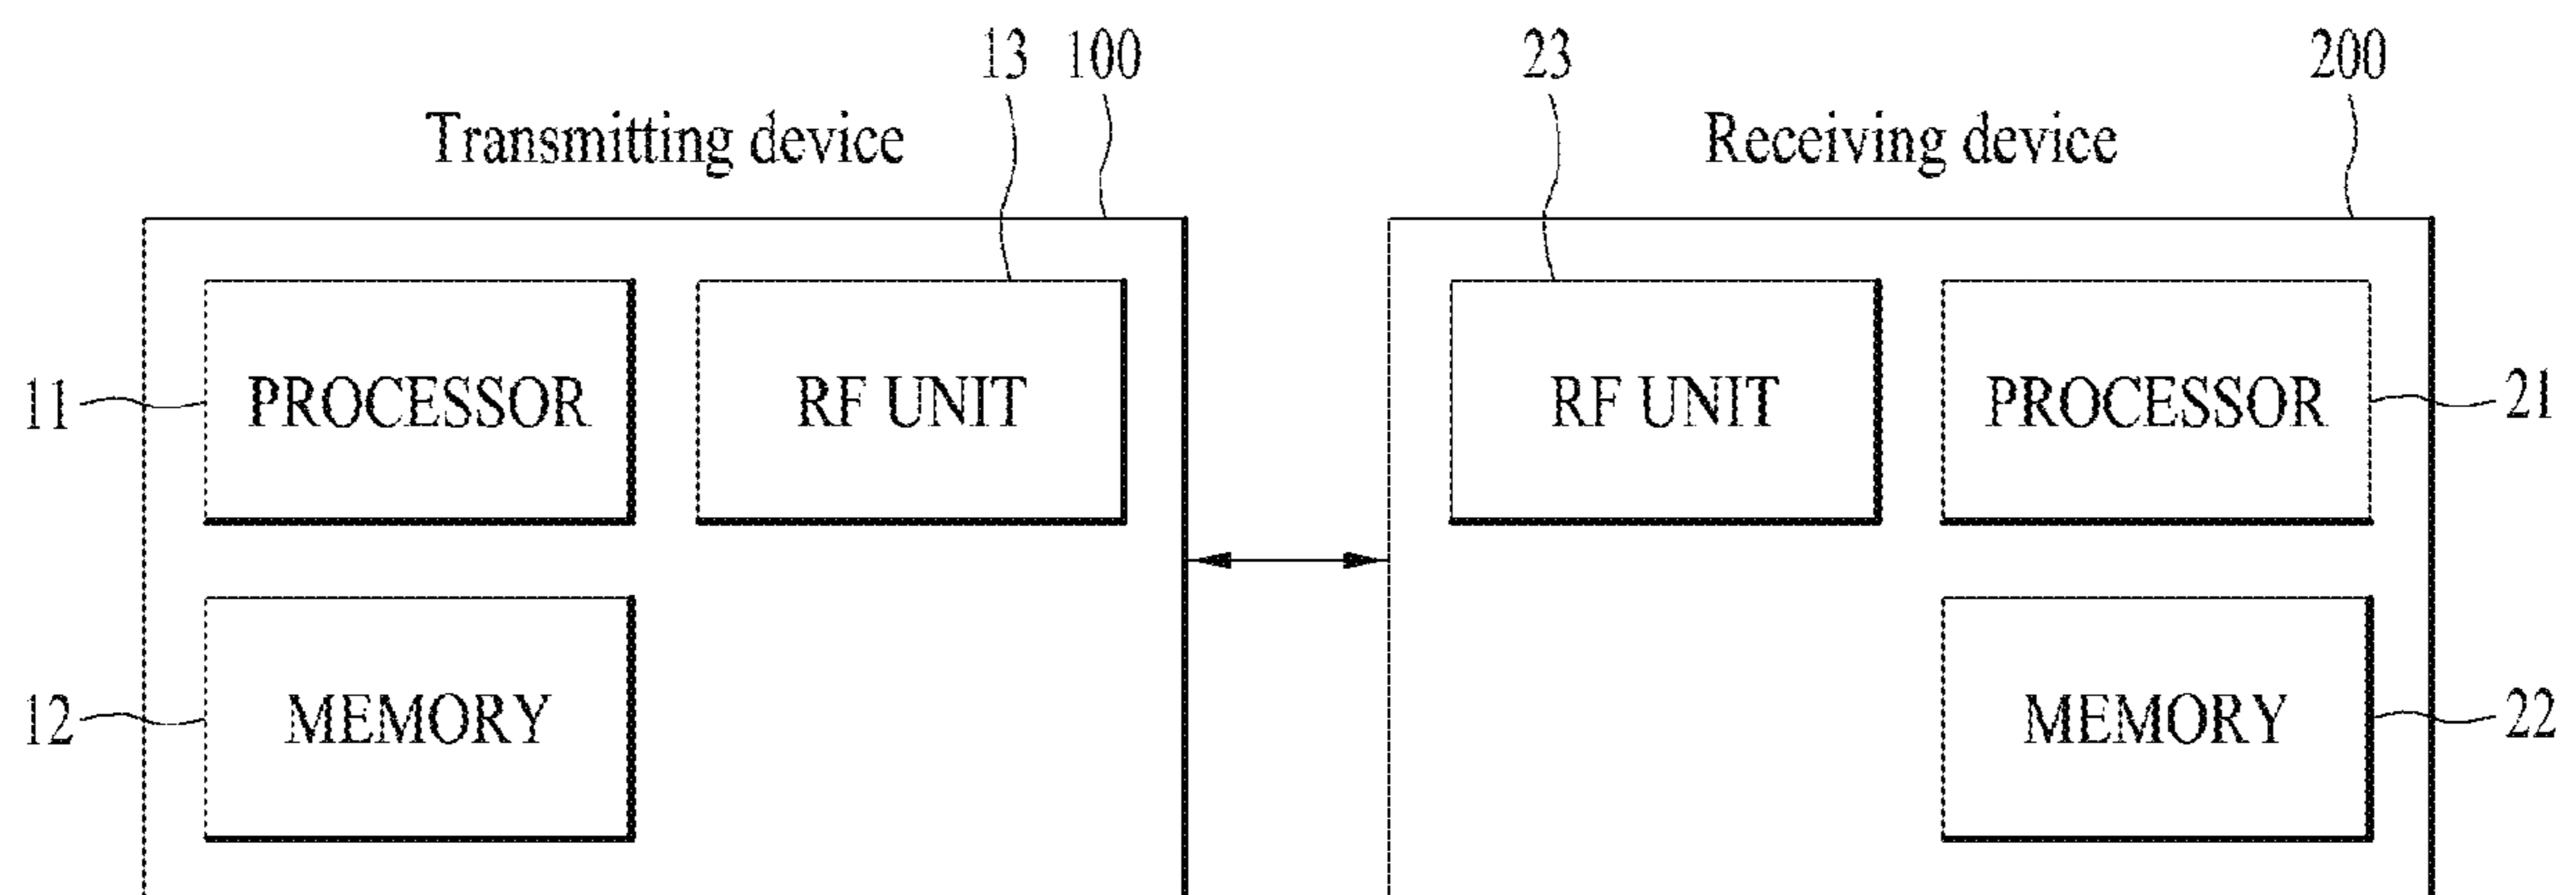 13 100 23 200
Transmitting device Receiving device
11 PROCESSOR RF UNIT RF UNIT PROCESSOR 21
12 MEMORY MEMORY 22